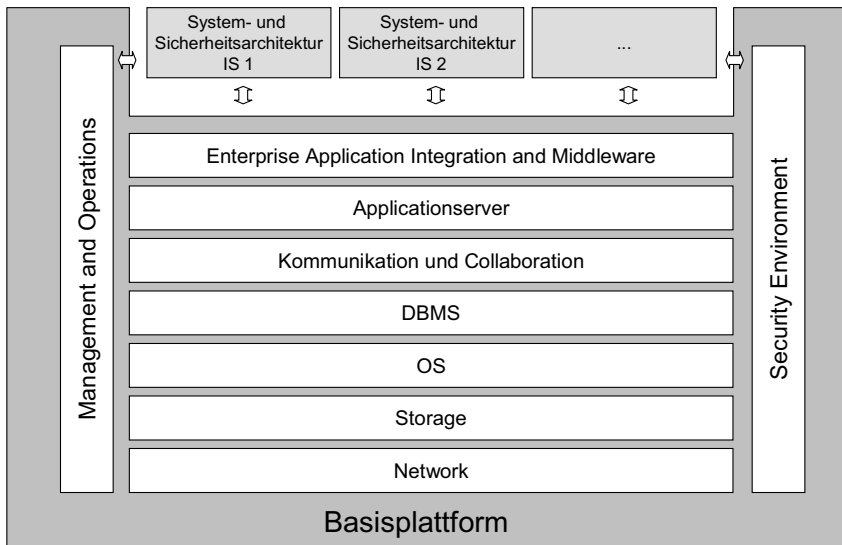 System- und
Sicherheitsarchitektur
IS 1
System- und
Sicherheitsarchitektur
IS 2
...
Management and Operations
Enterprise Application Integration and Middleware
Applicationserver
Kommunikation und Collaboration
DBMS
OS
Storage
Network
Security Environment
Basisplattform